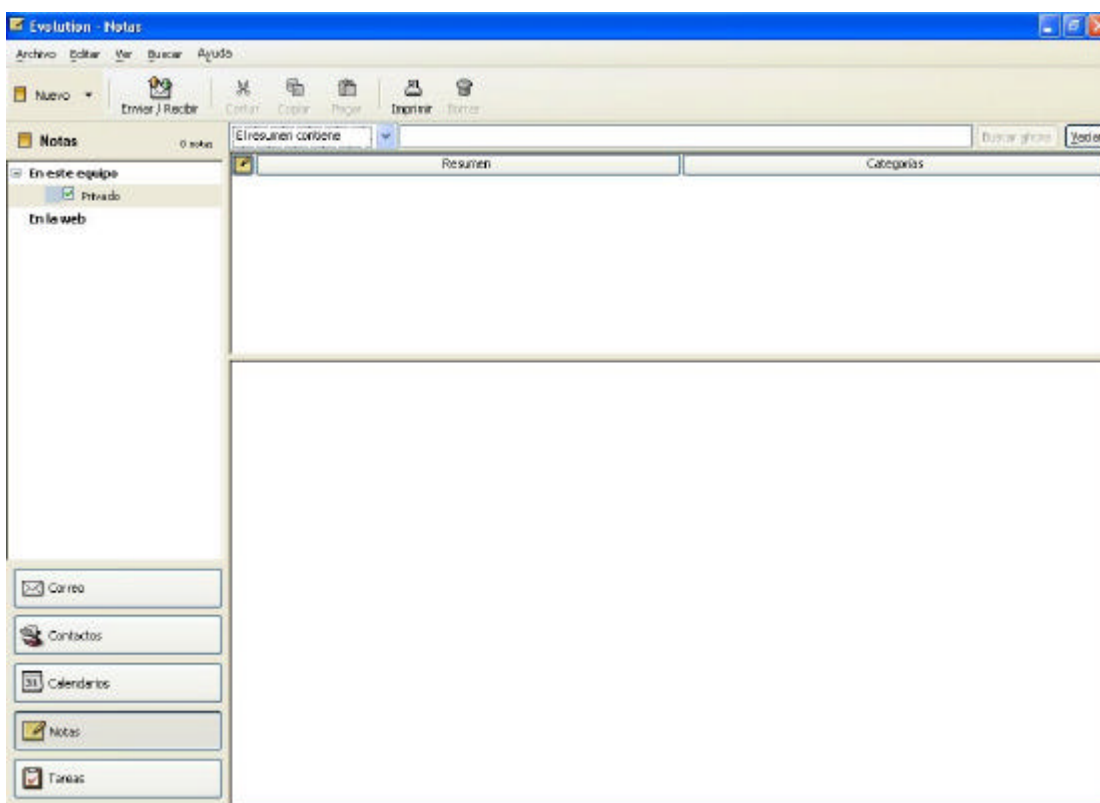 Evolution - Notas
Archivo Editar Ver Buscar Ayuda
Nuevo Enviar / Recibir Cortar Copiar Pegar Imprimir Borrar
Notas 0 notas El resumen contiene Buscar ahora
Resumen Categorías
En este equipo
Privado
En la web
Correo
Contactos
31 Calendarios
Notas
Tareas